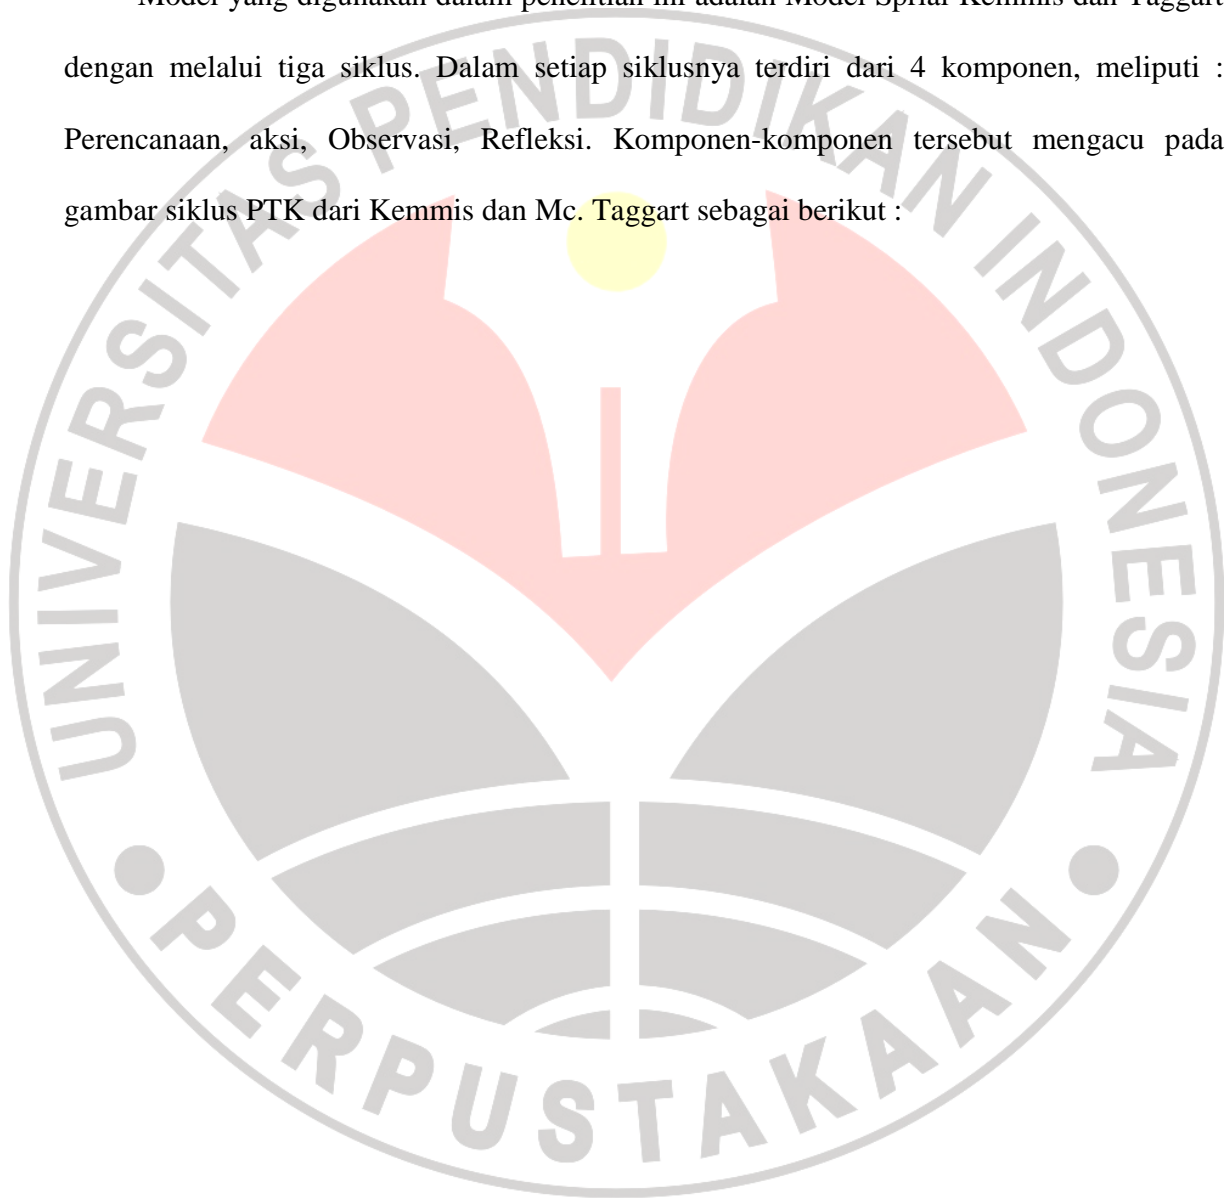 Model yang digunakan dalam penelitian ini adalah Model Sprial Kemmis dan Taggart
dengan melalui tiga siklus. Dalam setiap siklusnya terdiri dari 4 komponen, meliputi :
Perencanaan, aksi, Observasi, Refleksi. Komponen-komponen tersebut mengacu pada
gambar siklus PTK dari Kemmis dan Mc. Taggart sebagai berikut :
UNIVERSITAS PENDIDIKAN INDONESIA
PERPUSTAKAAN